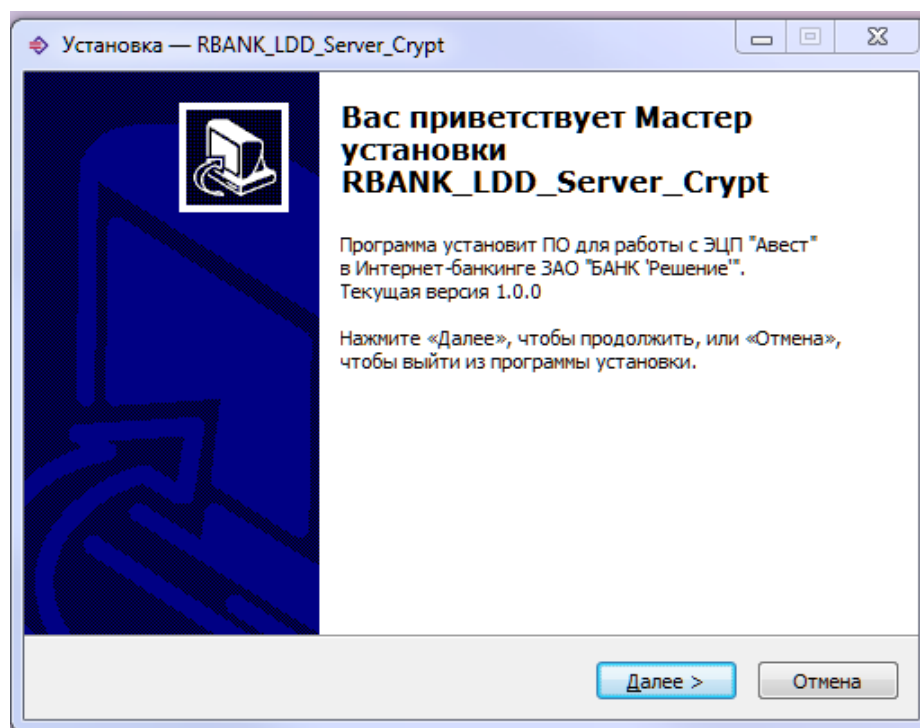 Установка — RBANK_LDD_Server_Crypt
Вас приветствует Мастер
установки
RBANK_LDD_Server_Crypt
Программа установит ПО для работы с ЭЦП "Авест"
в Интернет-банкинге ЗАО "БАНК 'Решение'".
Текущая версия 1.0.0
Нажмите «Далее», чтобы продолжить, или «Отмена»,
чтобы выйти из программы установки.
Далее >
Отмена